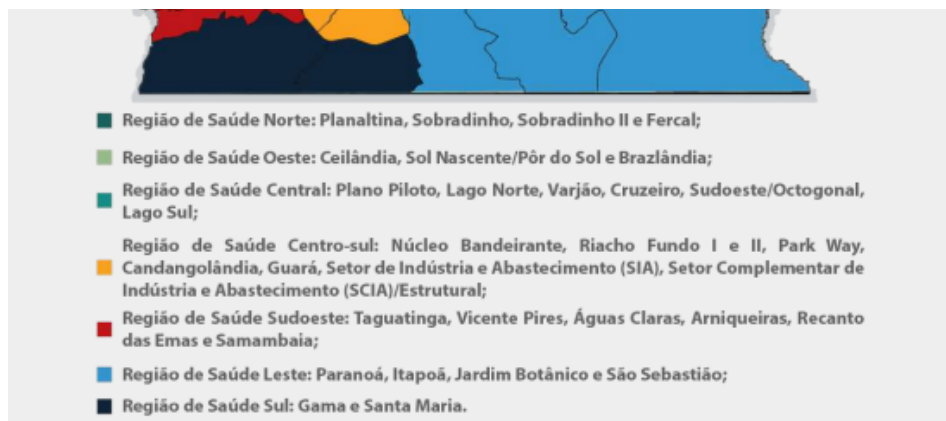 Região de Saúde Norte: Planaltina, Sobradinho, Sobradinho II e Fercal;
Região de Saúde Oeste: Ceilândia, Sol Nascente/Pôr do Sol e Brazlândia;
Região de Saúde Central: Plano Piloto, Lago Norte, Varjão, Cruzeiro, Sudoeste/Octogonal,
Lago Sul;
Região de Saúde Centro-sul: Núcleo Bandeirante, Riacho Fundo I e II, Park Way,
Candangolândia, Guará, Setor de Indústria e Abastecimento (SIA), Setor Complementar de
Indústria e Abastecimento (SCIA)/Estrutural;
Região de Saúde Sudoeste: Taguatinga, Vicente Pires, Águas Claras, Arniqueiras, Recanto
das Emas e Samambaia;
Região de Saúde Leste: Paranoá, Itapoã, Jardim Botânico e São Sebastião;
Região de Saúde Sul: Gama e Santa Maria.